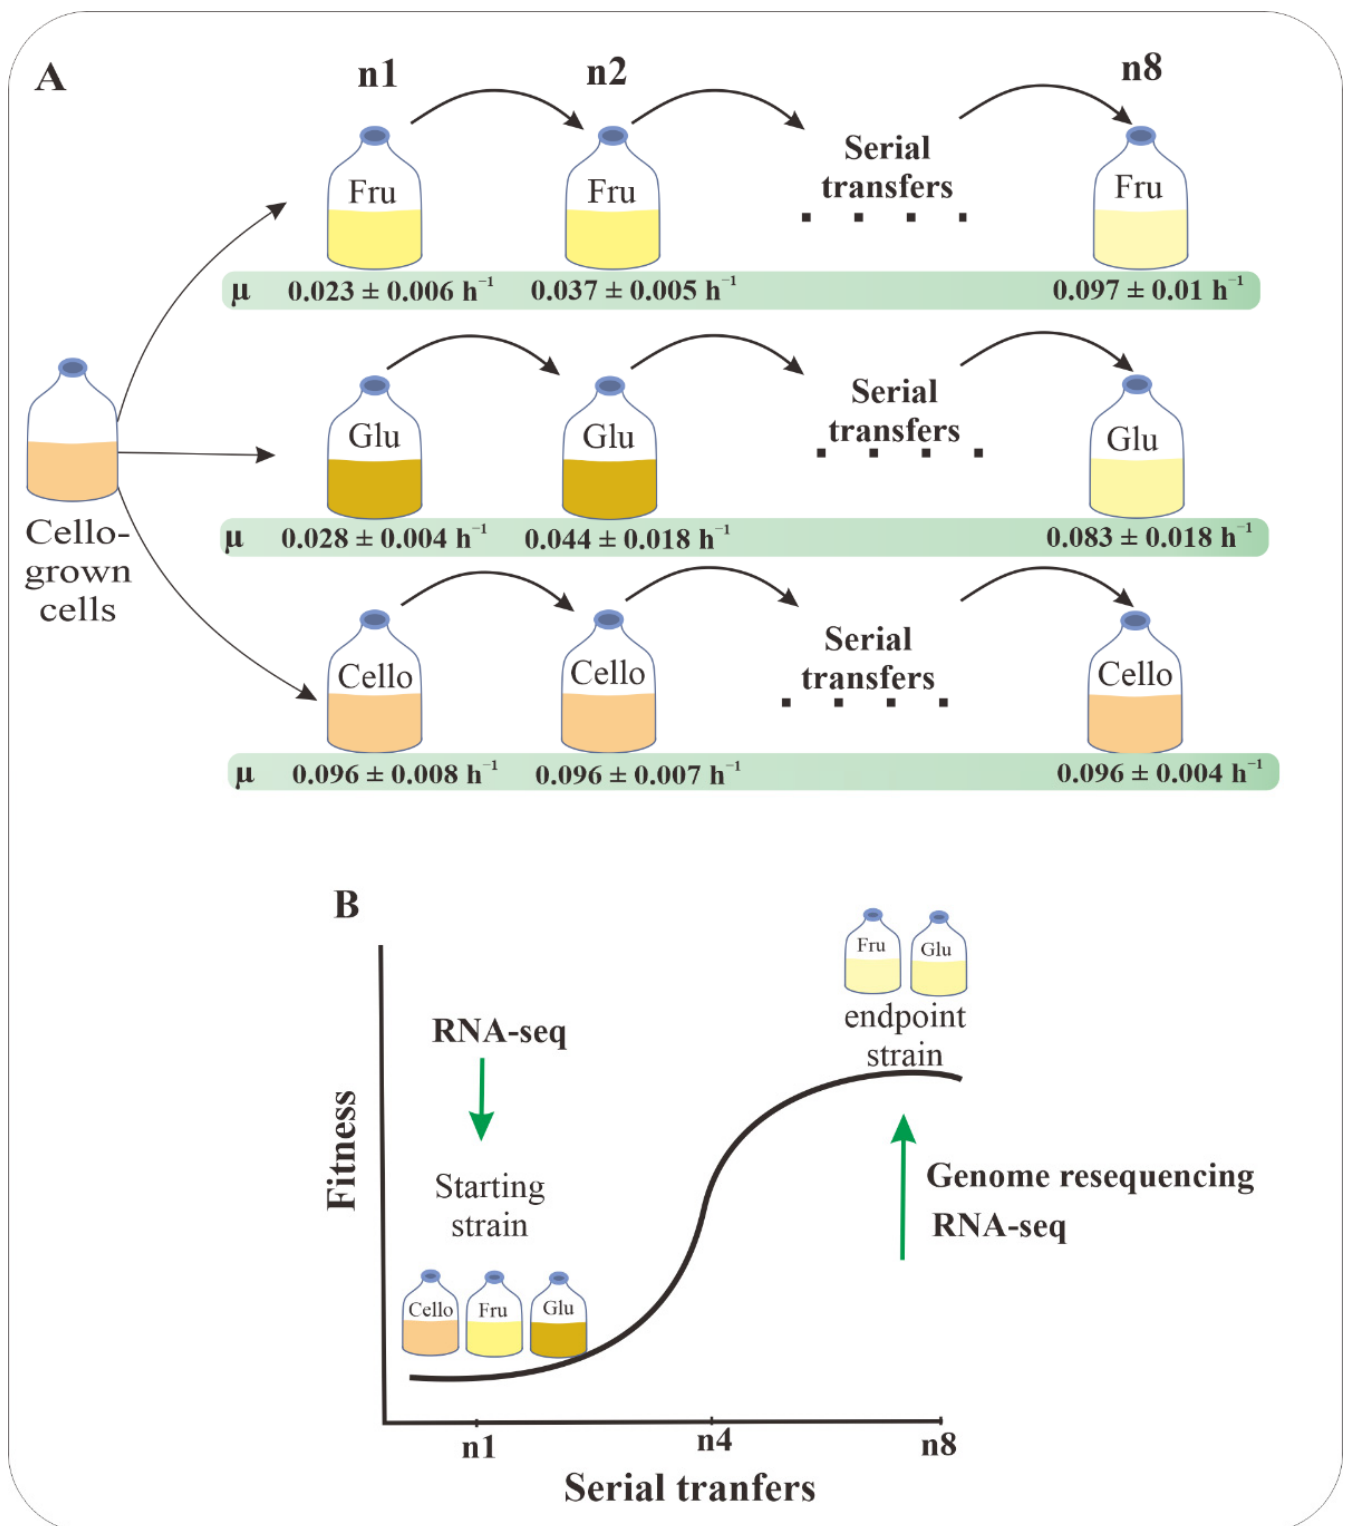 A
n1
n2
n8
Fru
Fru
Serial
transfers
Fru
μ 0.023 ± 0.006 h⁻¹ 0.037 ± 0.005 h⁻¹ 0.097 ± 0.01 h⁻¹
Glu
Glu
Serial
transfers
Glu
μ 0.028 ± 0.004 h⁻¹ 0.044 ± 0.018 h⁻¹ 0.083 ± 0.018 h⁻¹
Cello-
grown
cells
Cello
Cello
Serial
transfers
Cello
μ 0.096 ± 0.008 h⁻¹ 0.096 ± 0.007 h⁻¹ 0.096 ± 0.004 h⁻¹
B
Fitness
RNA-seq
Starting
strain
Cello
Fru
Glu
Fru
Glu
endpoint
strain
Genome resequencing
RNA-seq
n1
n4
n8
Serial tranfers